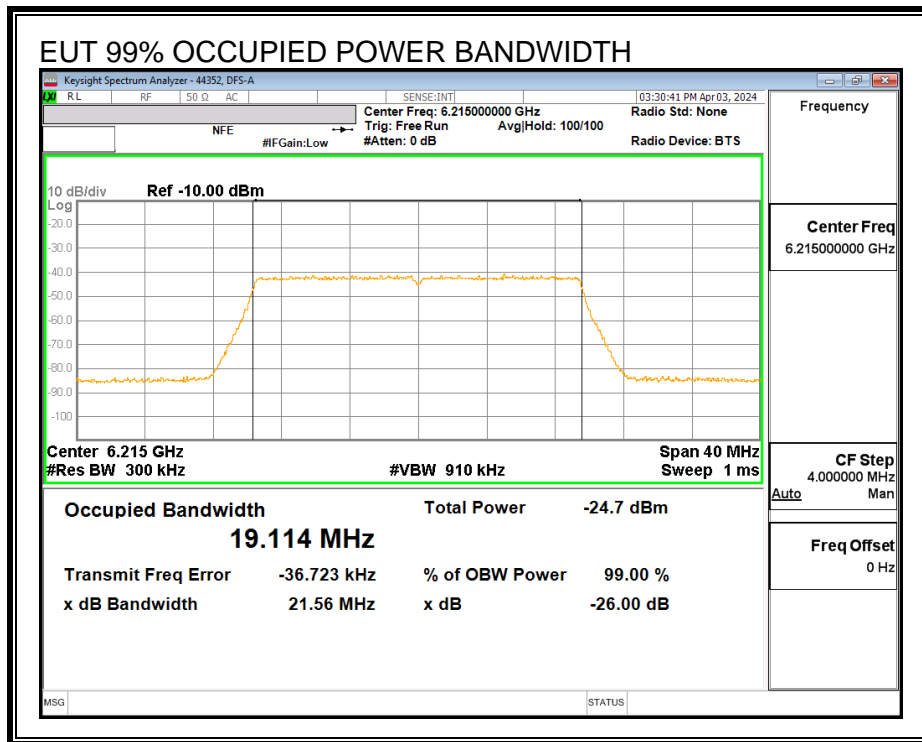 EUT 99% OCCUPIED POWER BANDWIDTH
Keysight Spectrum Analyzer - 44352, DFS-A
LXI RL RF 50 Ω AC SENSE:INT 03:30:41 PM Apr 03, 2024
Center Freq: 6.215000000 GHz Radio Std: None
NFE Trig: Free Run Avg|Hold: 100/100
#IFGain:Low #Atten: 0 dB Radio Device: BTS
Frequency
10 dB/div Ref -10.00 dBm
Log
-20.0
-30.0
-40.0
-50.0
-60.0
-70.0
-80.0
-90.0
-100
Center 6.215 GHz Span 40 MHz
#Res BW 300 kHz #VBW 910 kHz Sweep 1 ms
Occupied Bandwidth Total Power -24.7 dBm
19.114 MHz
Transmit Freq Error -36.723 kHz % of OBW Power 99.00 %
x dB Bandwidth 21.56 MHz x dB -26.00 dB
Center Freq
6.215000000 GHz
CF Step
4.000000 MHz
Auto Man
Freq Offset
0 Hz
MSG STATUS